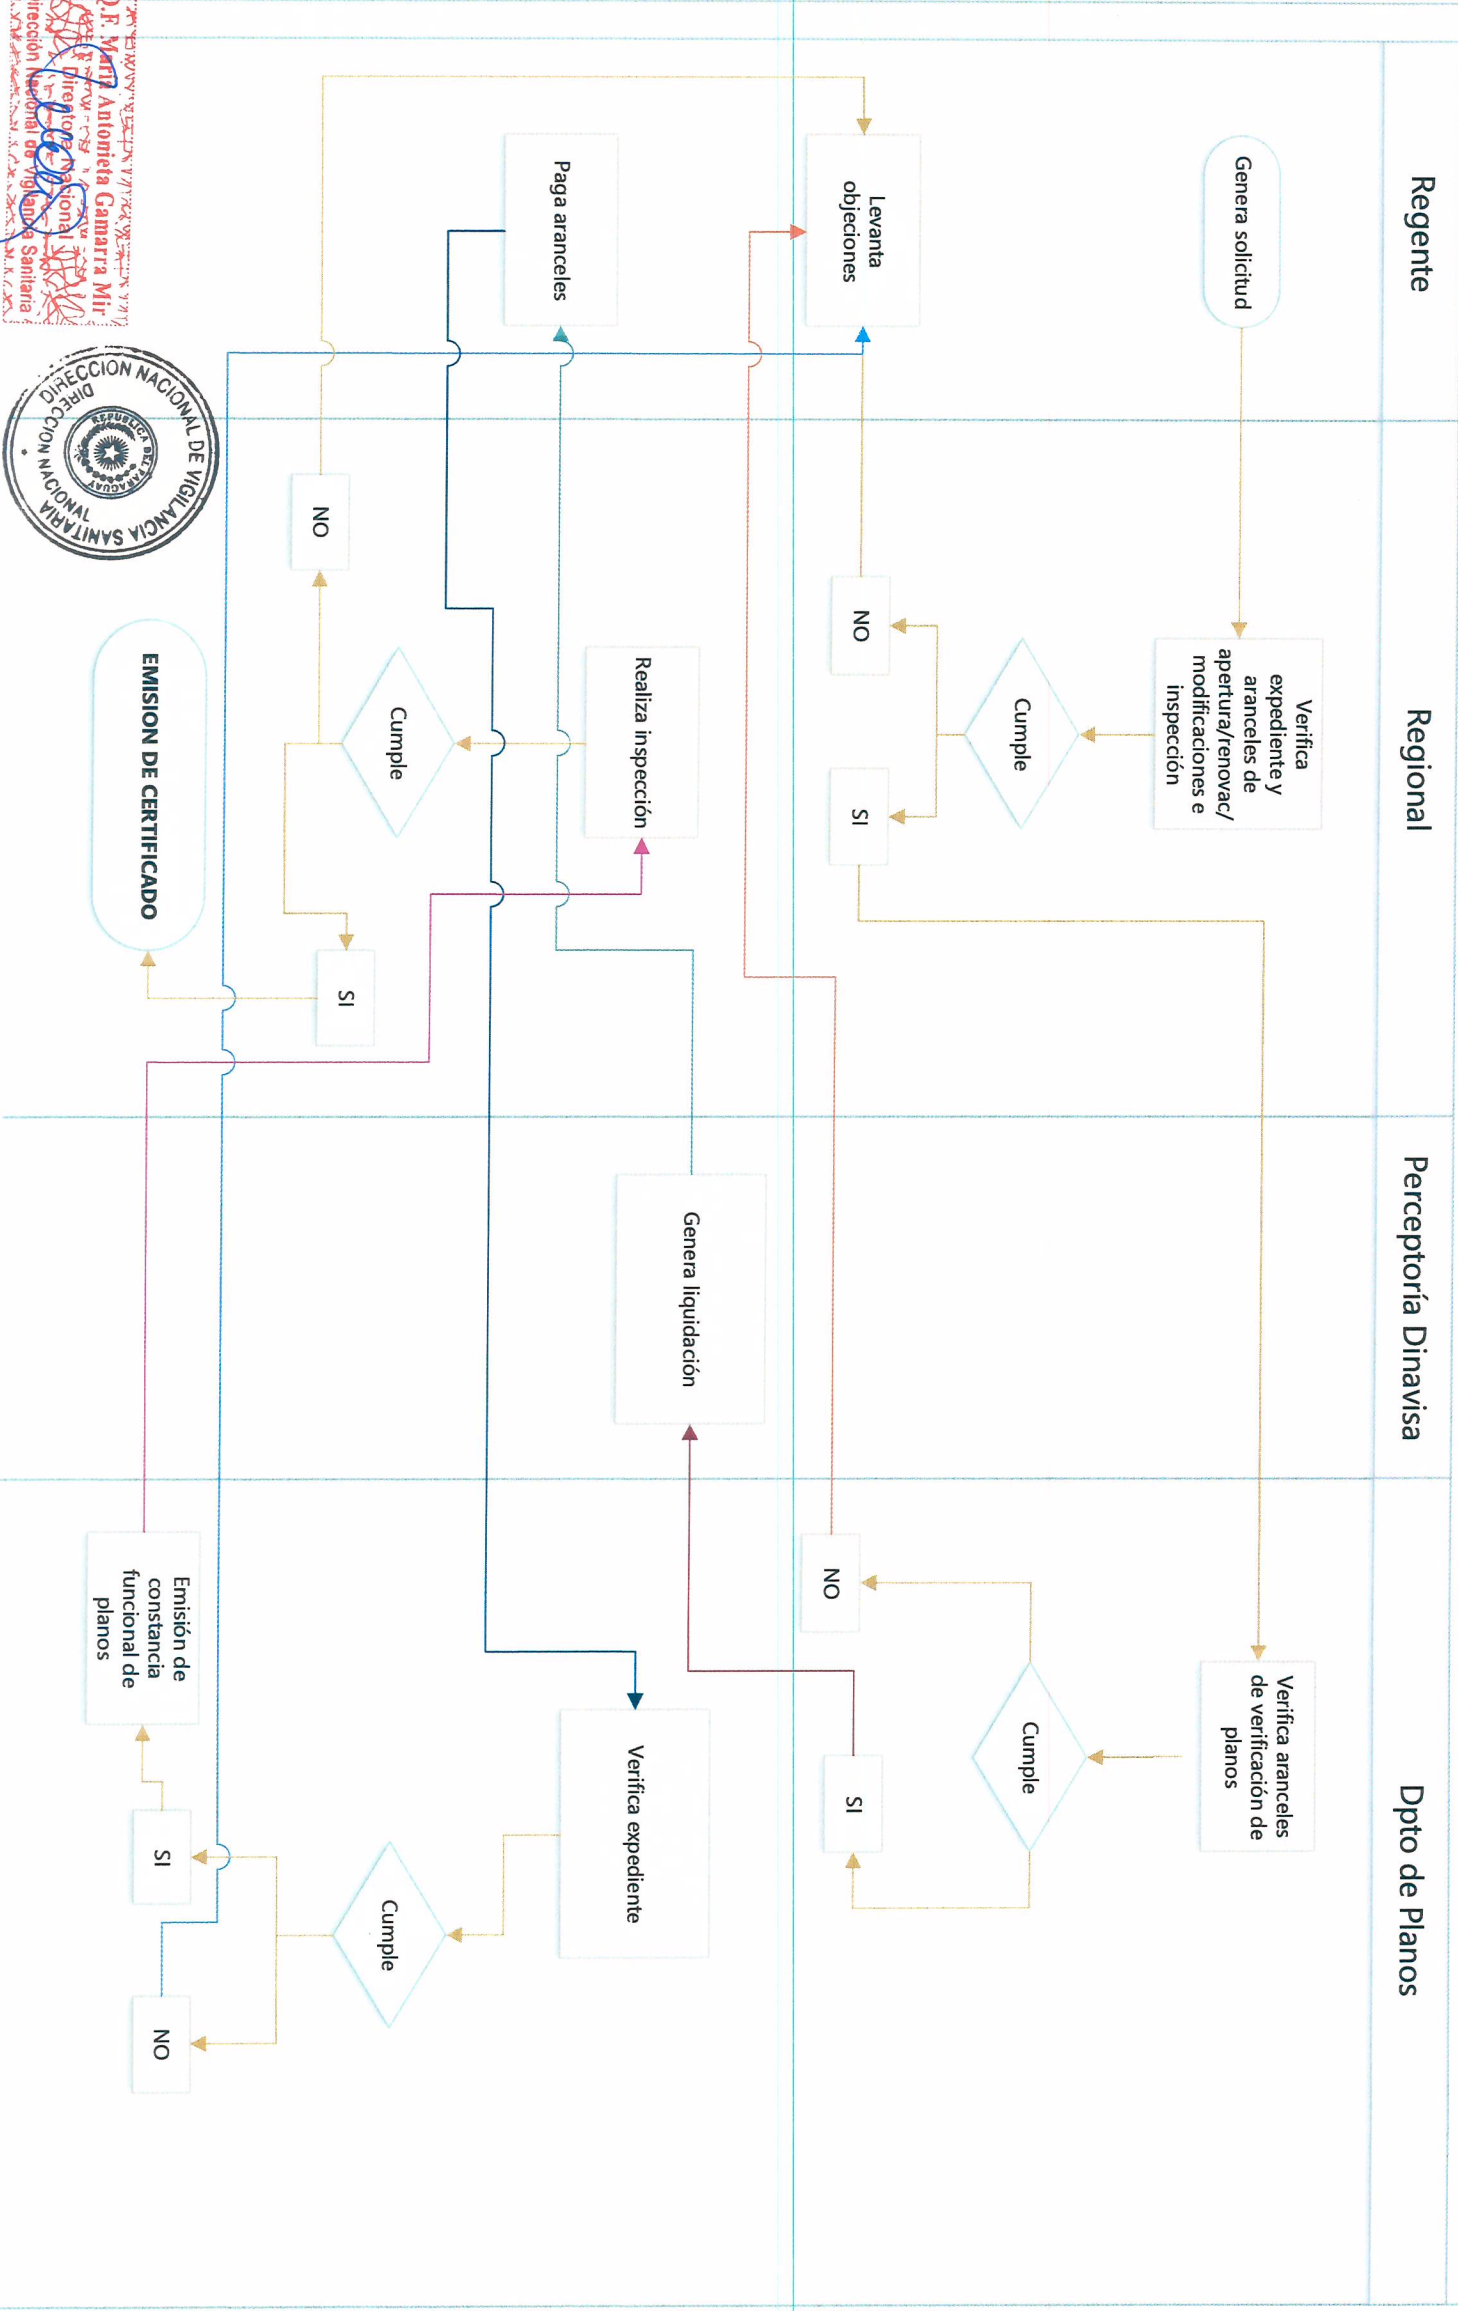 Regente
Regional
Perceptoría Dinavisa
Dpto de Planos
Genera solicitud
Verifica
expediente y
aranceles de
apertura/renovac/
modificaciones e
inspección
Verifica aranceles
de verificación de
planos
Cumple
Cumple
Levanta
objeciones
NO
SI
NO
SI
Genera liquidación
Realiza inspección
Paga aranceles
Verifica expediente
Cumple
Cumple
NO
SI
SI
NO
Emisión de
constancia
funcional de
planos
EMISION DE CERTIFICADO
Q.F. María Antonieta Gamarra Mir
Directora Nacional
Dirección Nacional de Vigilancia Sanitaria
DIRECCION NACIONAL DE VIGILANCIA SANITARIA
DIRECCION NACIONAL
REPUBLICA DEL PARAGUAY